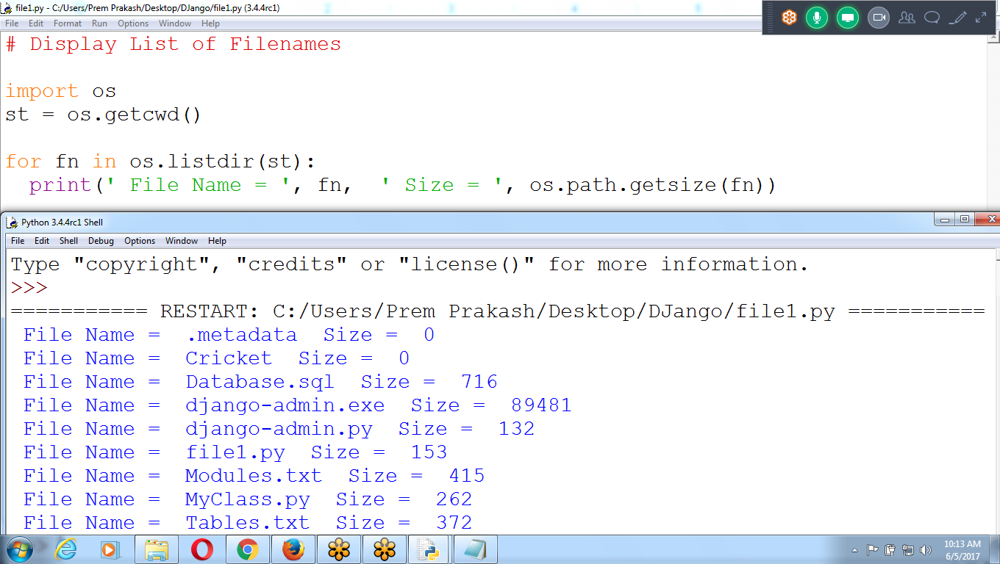 file1.py - C:/Users/Prem Prakash/Desktop/DJango/file1.py (3.4.4rc1)
File Edit Format Run Options Window Help
# Display List of Filenames
import os
st = os.getcwd()
for fn in os.listdir(st):
print(' File Name = ', fn,  ' Size = ', os.path.getsize(fn))
Python 3.4.4rc1 Shell
File Edit Shell Debug Options Window Help
Type "copyright", "credits" or "license()" for more information.
>>>
=========== RESTART: C:/Users/Prem Prakash/Desktop/DJango/file1.py ===========
File Name =  .metadata  Size =  0
File Name =  Cricket  Size =  0
File Name =  Database.sql  Size =  716
File Name =  django-admin.exe  Size =  89481
File Name =  django-admin.py  Size =  132
File Name =  file1.py  Size =  153
File Name =  Modules.txt  Size =  415
File Name =  MyClass.py  Size =  262
File Name =  Tables.txt  Size =  372
10:13 AM
6/5/2017